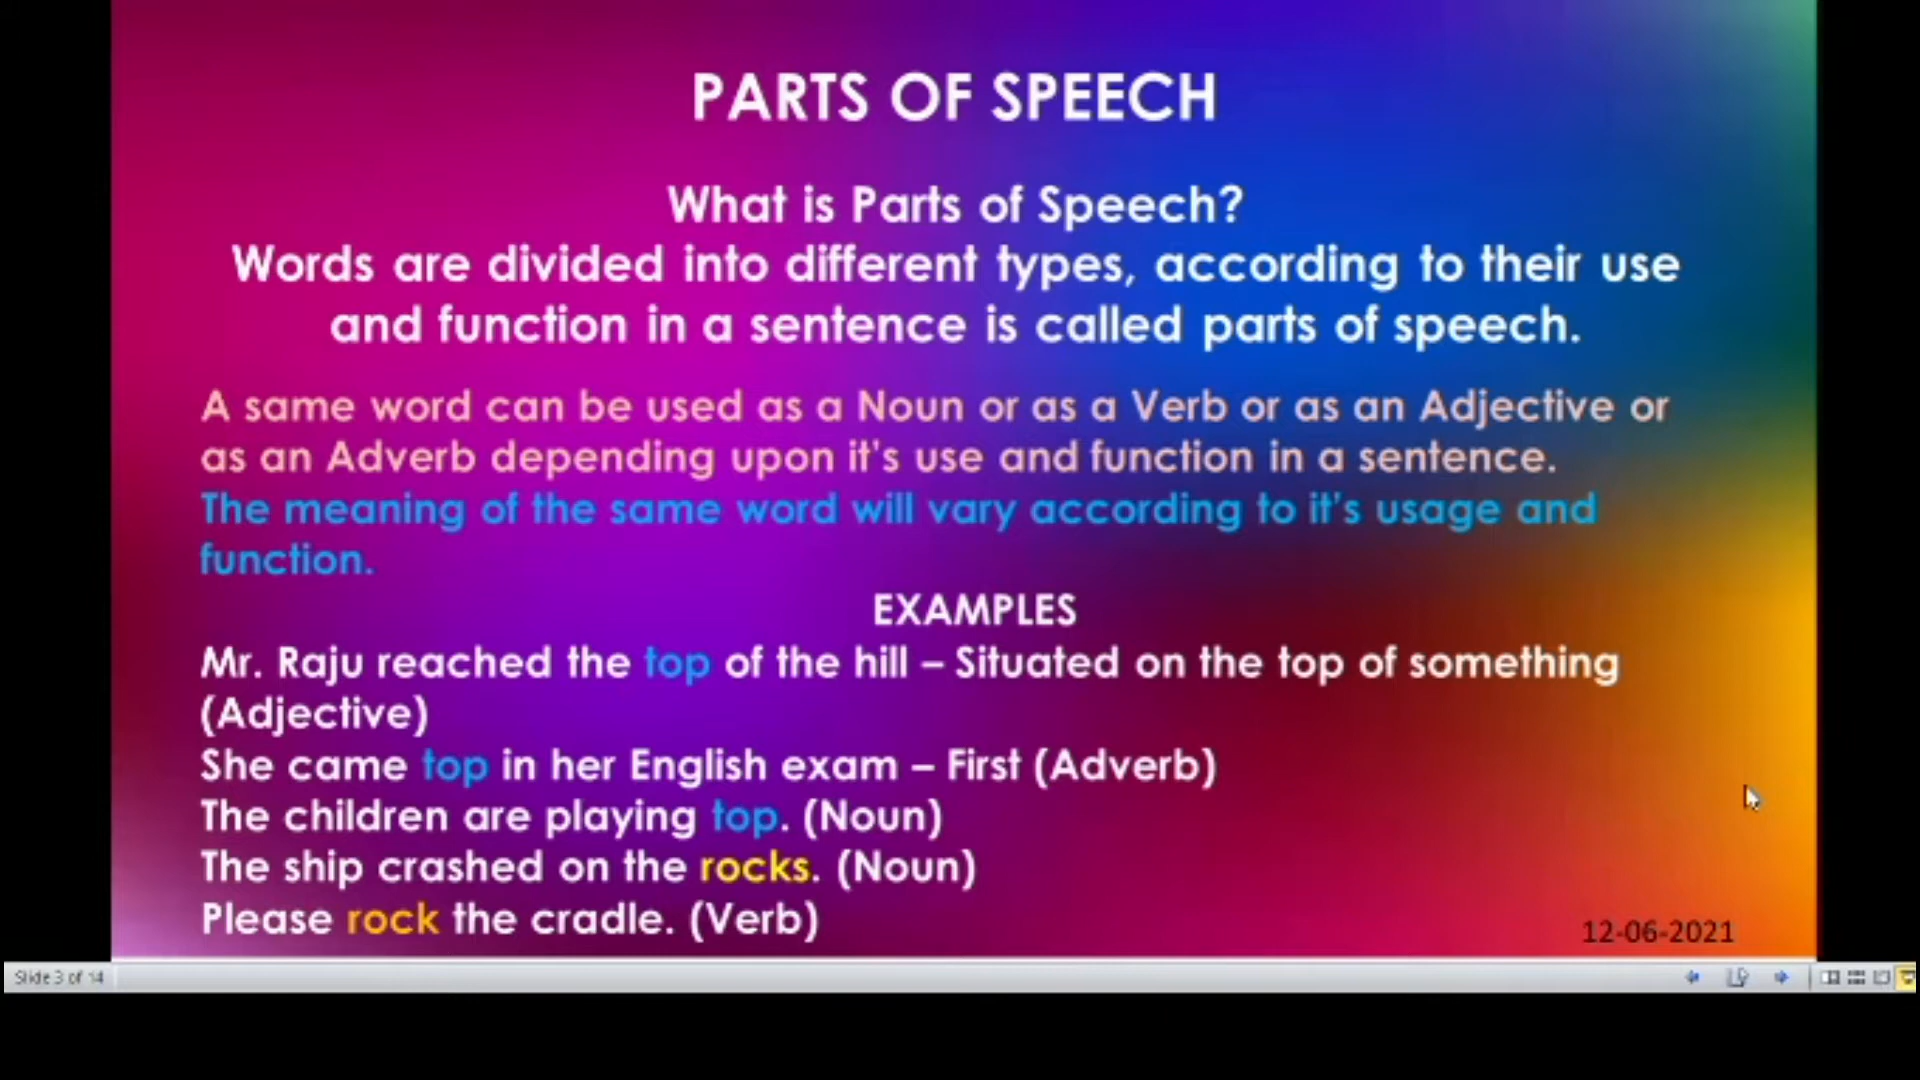 PARTS OF SPEECH
What is Parts of Speech?
Words are divided into different types, according to their use
and function in a sentence is called parts of speech.
A same word can be used as a Noun or as a Verb or as an Adjective or
as an Adverb depending upon it's use and function in a sentence.
The meaning of the same word will vary according to it's usage and
function.
EXAMPLES
Mr. Raju reached the top of the hill – Situated on the top of something
(Adjective)
She came top in her English exam – First (Adverb)
The children are playing top. (Noun)
The ship crashed on the rocks. (Noun)
Please rock the cradle. (Verb)
12-06-2021
Slide 3 of 14